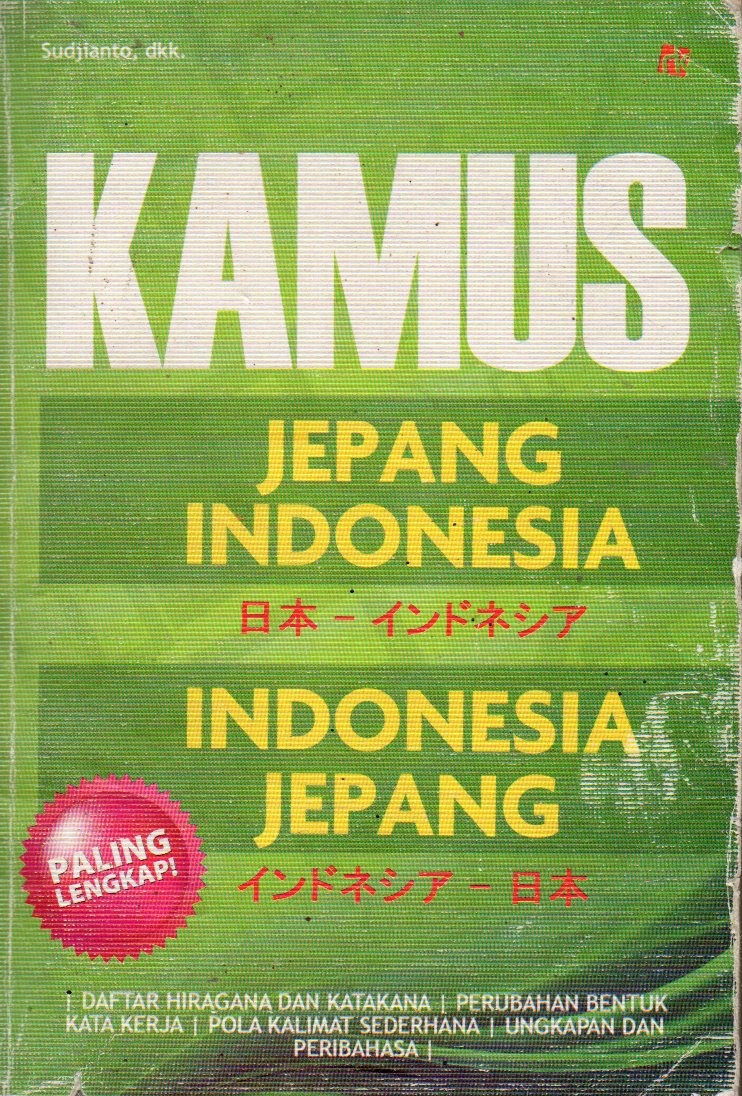 Sudjianto, dkk.
KAMUS
JEPANG
INDONESIA
日本 - インドネシア
INDONESIA
JEPANG
インドネシア - 日本
PALING
LENGKAP!
| DAFTAR HIRAGANA DAN KATAKANA | PERUBAHAN BENTUK
KATA KERJA | POLA KALIMAT SEDERHANA | UNGKAPAN DAN
PERIBAHASA |